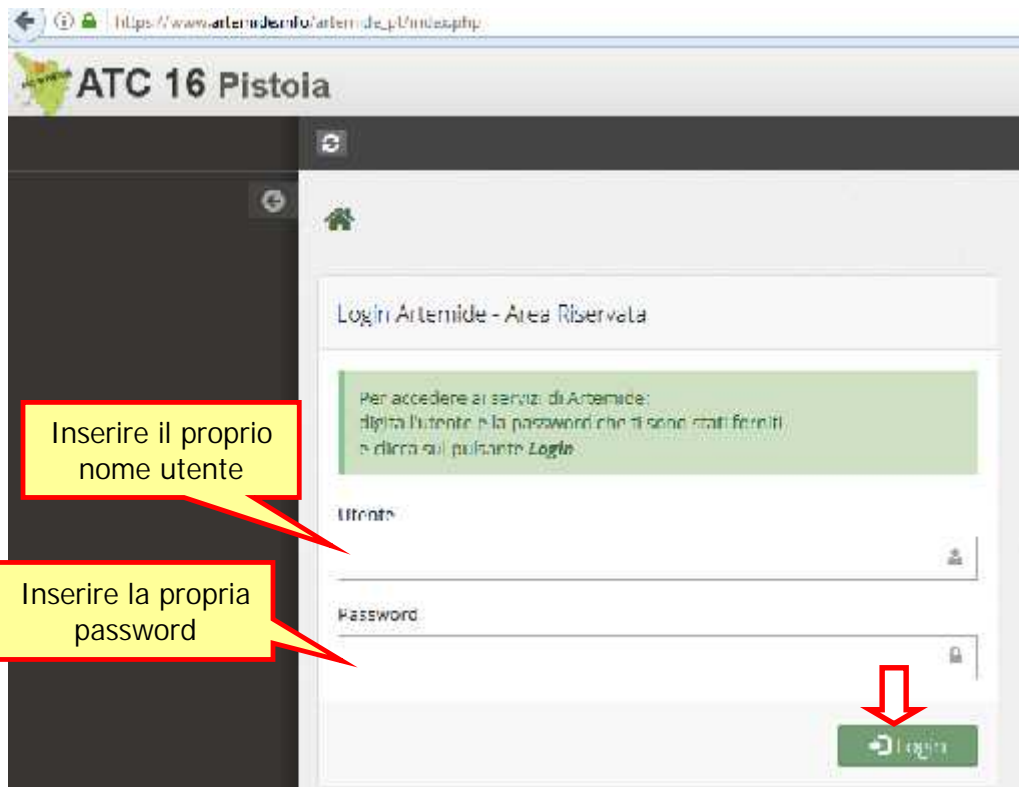 https://www.artemide.info/artemide_pt/index.php
ATC 16 Pistoia
Login Artemide - Area Riservata
Per accedere ai servizi di Artemide:
digita l'utente e la password che ti sono stati forniti
e clicca sul pulsante Login
Inserire il proprio
nome utente
Utente
Inserire la propria
password
Password
Login